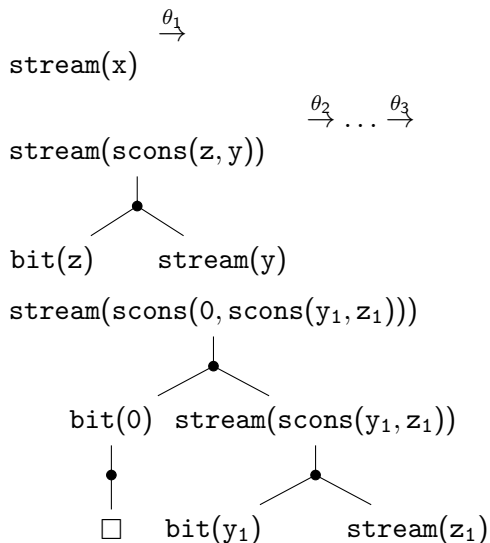 θ₁→
stream(x)
θ₂→ … θ₃→
stream(scons(z, y))
bit(z) stream(y)
stream(scons(0, scons(y₁, z₁)))
bit(0) stream(scons(y₁, z₁))
□ bit(y₁) stream(z₁)